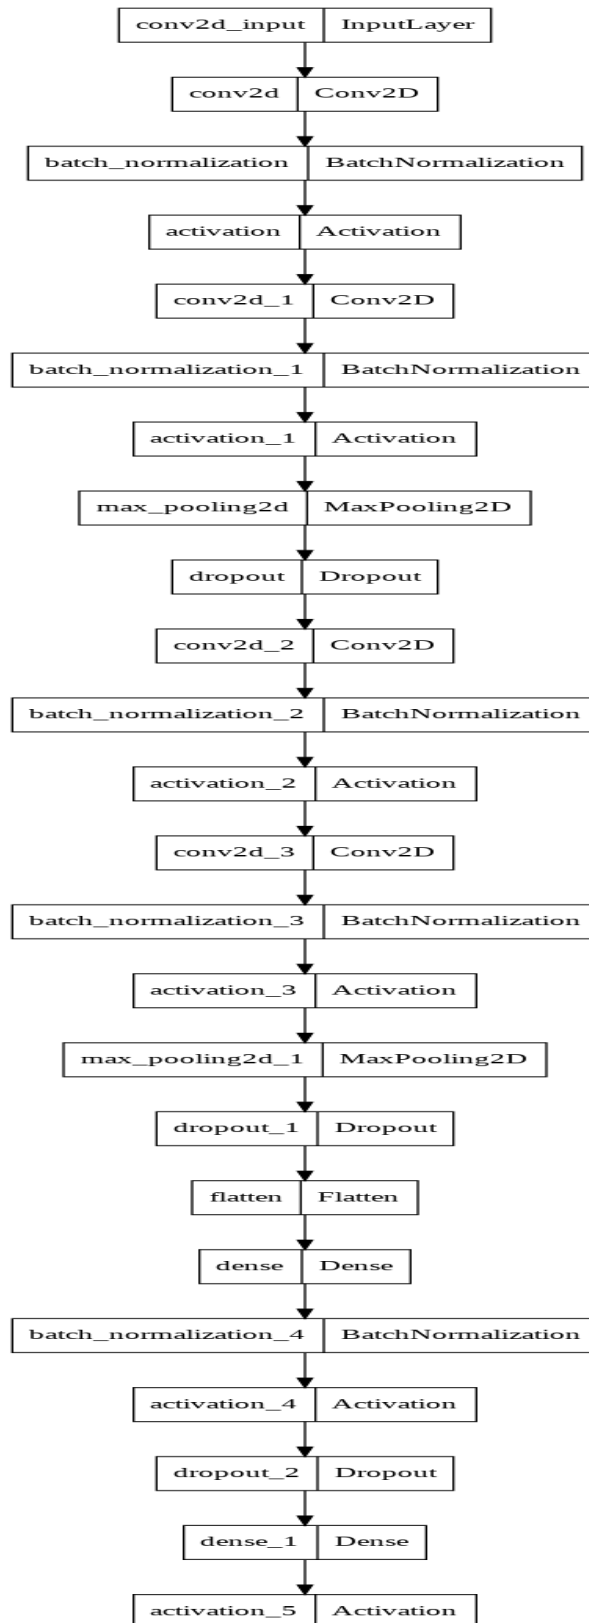 conv2d_input InputLayer
conv2d Conv2D
batch_normalization BatchNormalization
activation Activation
conv2d_1 Conv2D
batch_normalization_1 BatchNormalization
activation_1 Activation
max_pooling2d MaxPooling2D
dropout Dropout
conv2d_2 Conv2D
batch_normalization_2 BatchNormalization
activation_2 Activation
conv2d_3 Conv2D
batch_normalization_3 BatchNormalization
activation_3 Activation
max_pooling2d_1 MaxPooling2D
dropout_1 Dropout
flatten Flatten
dense Dense
batch_normalization_4 BatchNormalization
activation_4 Activation
dropout_2 Dropout
dense_1 Dense
activation_5 Activation